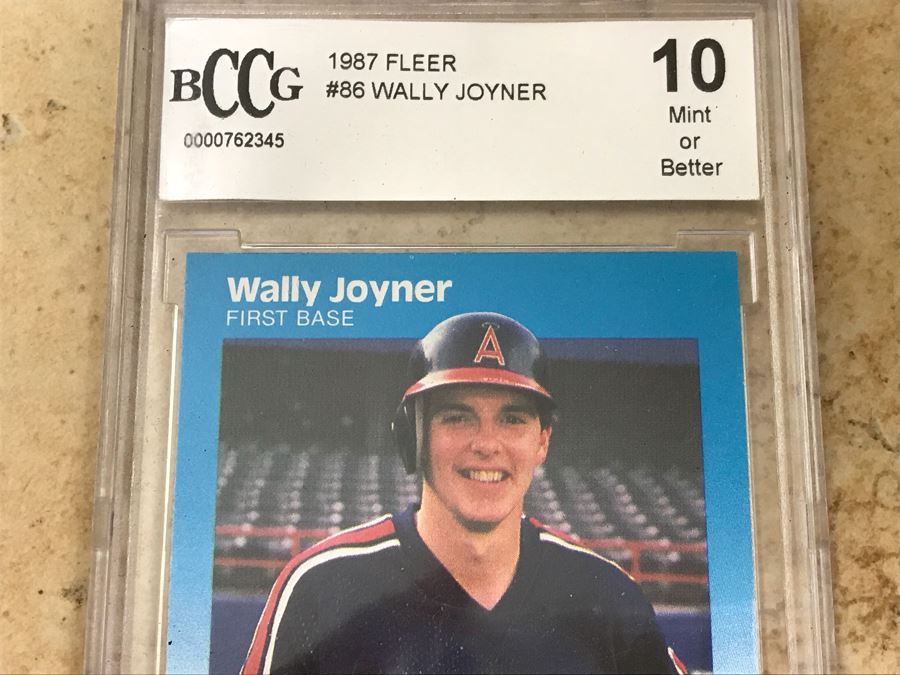 BCCG
1987 FLEER
#86 WALLY JOYNER
0000762345
10
Mint
or
Better
Wally Joyner
FIRST BASE
A